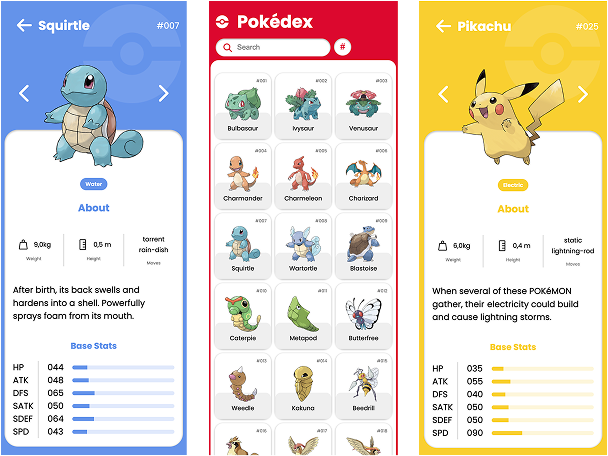 Squirtle
#007
Water
About
9,0kg
0,5 m
torrent
rain-dish
Weight
Height
Moves
After birth, its back swells and
hardens into a shell. Powerfully
sprays foam from its mouth.
Base Stats
HP 044
ATK 048
DFS 065
SATK 050
SDEF 064
SPD 043
Pokédex
Search
#
#001
#002
#003
Bulbasaur
Ivysaur
Venusaur
#004
#005
#006
Charmander
Charmeleon
Charizard
#007
#008
#009
Squirtle
Wartortle
Blastoise
#010
#011
#012
Caterpie
Metapod
Butterfree
#013
#014
#015
Weedle
Kakuna
Beedrill
#016
#017
#018
Pikachu
#025
Electric
About
6,0kg
0,4 m
static
lightning-rod
Weight
Height
Moves
When several of these POKéMON
gather, their electricity could build
and cause lightning storms.
Base Stats
HP 035
ATK 055
DFS 040
SATK 050
SDEF 050
SPD 090